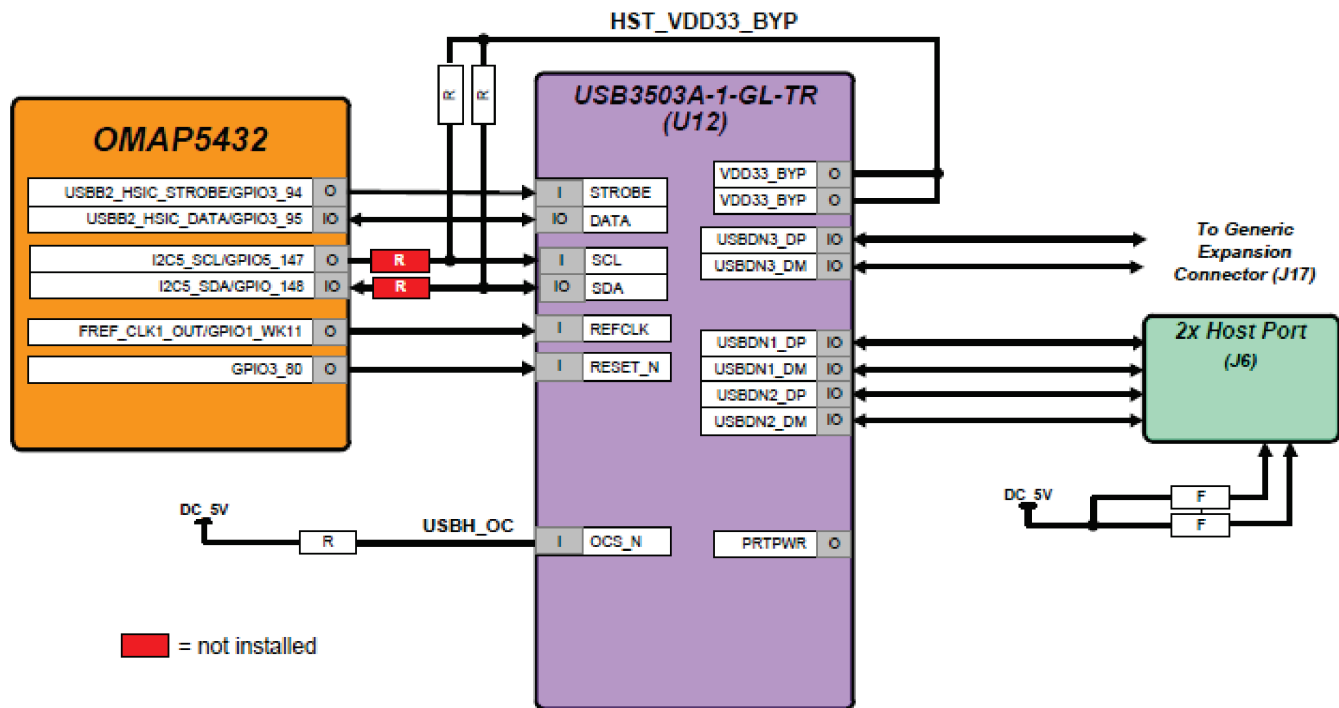 HST_VDD33_BYP
R
R
OMAP5432
USBB2_HSIC_STROBE/GPIO3_94 O
USBB2_HSIC_DATA/GPIO3_95 IO
I2C5_SCL/GPIO5_147 O
I2C5_SDA/GPIO_148 IO
FREF_CLK1_OUT/GPIO1_WK11 O
GPIO3_80 O
R
R
USB3503A-1-GL-TR
(U12)
I STROBE
IO DATA
I SCL
IO SDA
I REFCLK
I RESET_N
I OCS_N
VDD33_BYP O
VDD33_BYP O
USBDN3_DP IO
USBDN3_DM IO
USBDN1_DP IO
USBDN1_DM IO
USBDN2_DP IO
USBDN2_DM IO
PRTPWR O
To Generic
Expansion
Connector (J17)
2x Host Port
(J6)
DC_5V
F
F
DC_5V
R
USBH_OC
= not installed